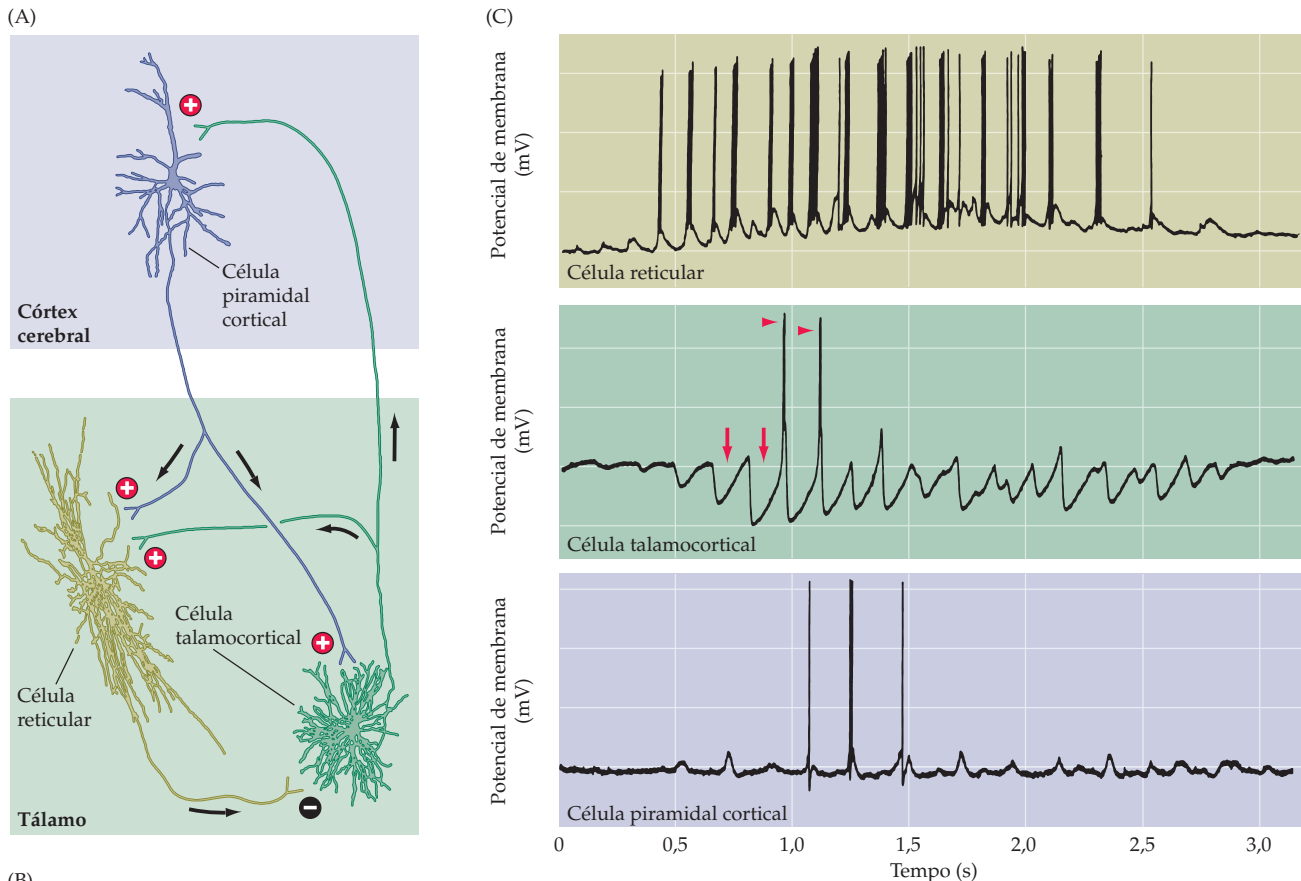 (A)
+
Célula
piramidal
cortical
Córtex
cerebral
+
+
Célula
talamocortical
+
Célula
reticular
−
Tálamo
(B)
(C)
Potencial de membrana
(mV)
Célula reticular
Potencial de membrana
(mV)
Célula talamocortical
Potencial de membrana
(mV)
Célula piramidal cortical
0 0,5 1,0 1,5 2,0 2,5 3,0
Tempo (s)